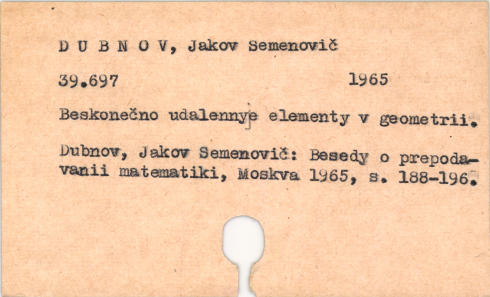 D U B N O V, Jakov Semenovič
39.697 1965
Beskonečno udalennye elementy v geometrii.
Dubnov, Jakov Semenovič: Besedy o prepoda-
vanii matematiki, Moskva 1965, s. 188-196.